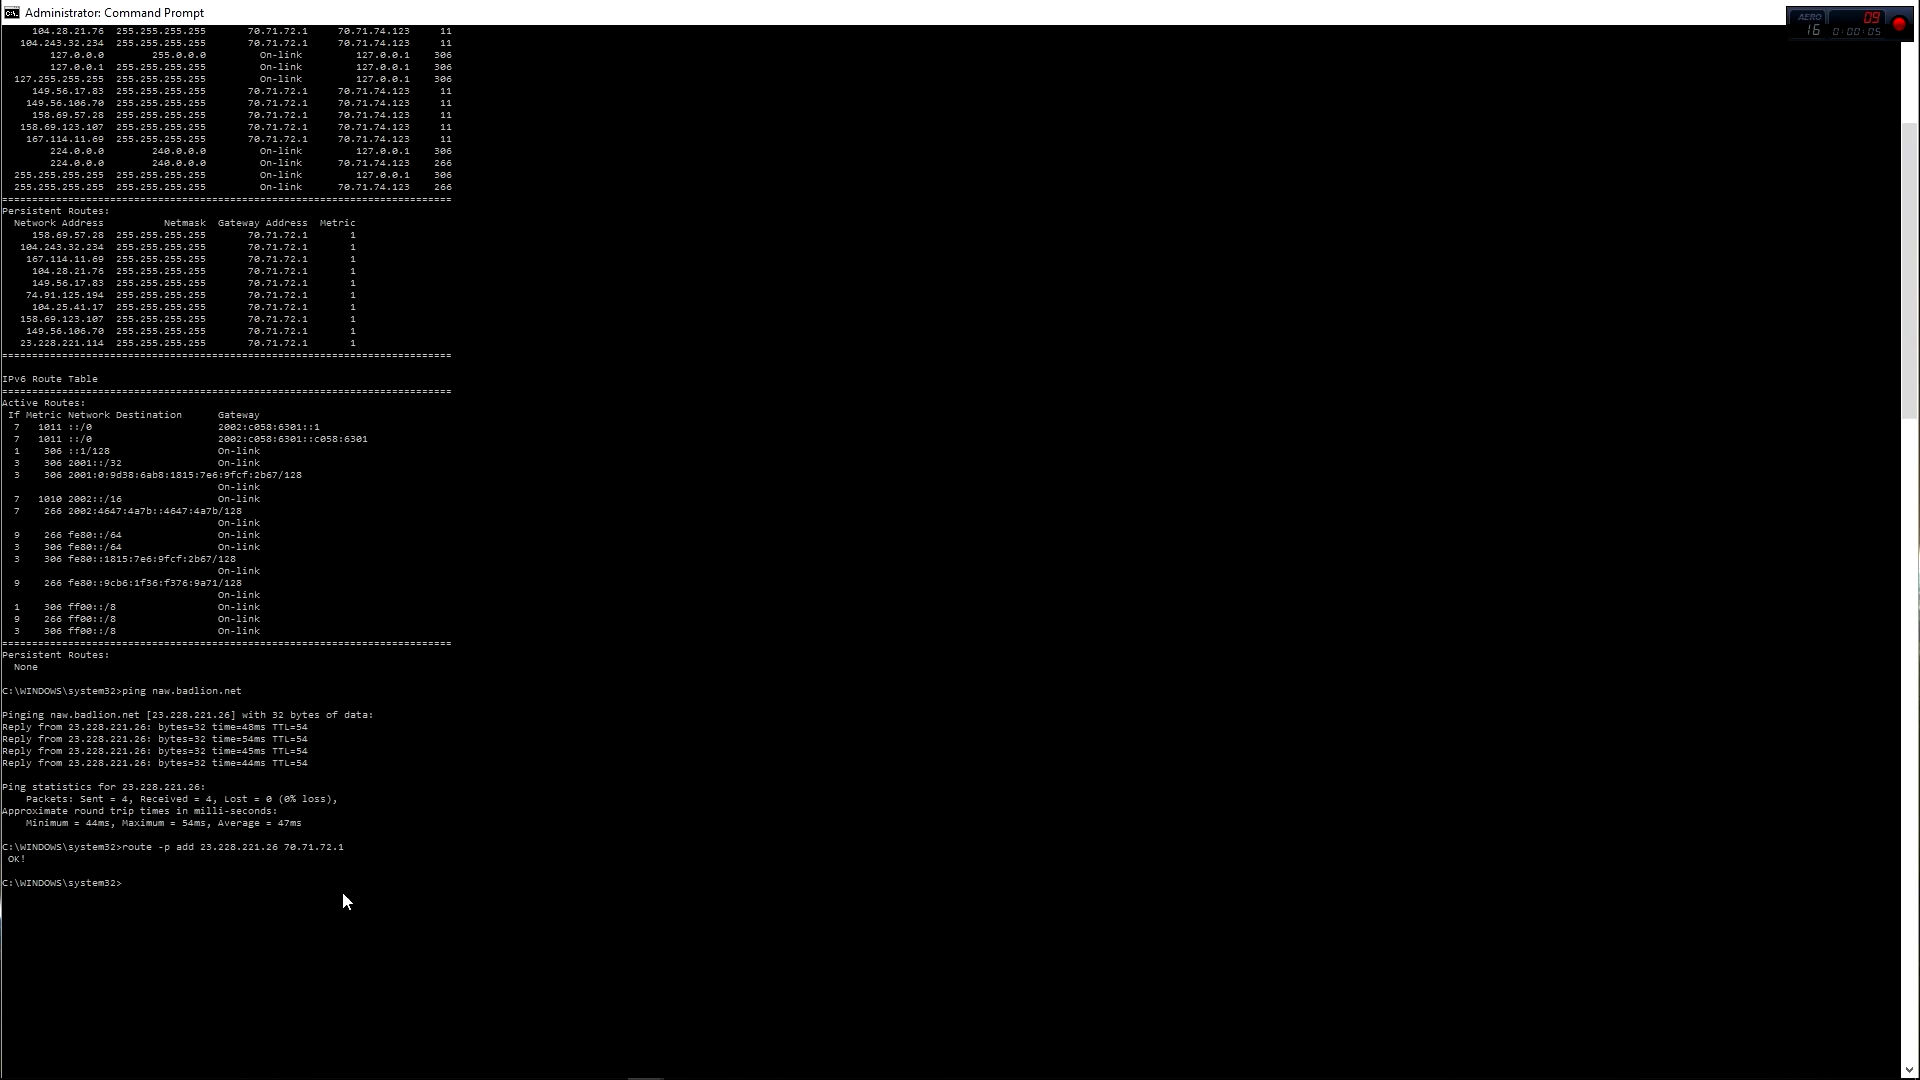 Administrator: Command Prompt
AERO 09
16 0:00:05
104.28.21.76 255.255.255.255 70.71.72.1 70.71.74.123 11
104.243.32.234 255.255.255.255 70.71.72.1 70.71.74.123 11
127.0.0.0 255.0.0.0 On-link 127.0.0.1 306
127.0.0.1 255.255.255.255 On-link 127.0.0.1 306
127.255.255.255 255.255.255.255 On-link 127.0.0.1 306
149.56.17.83 255.255.255.255 70.71.72.1 70.71.74.123 11
149.56.106.70 255.255.255.255 70.71.72.1 70.71.74.123 11
158.69.57.28 255.255.255.255 70.71.72.1 70.71.74.123 11
158.69.123.107 255.255.255.255 70.71.72.1 70.71.74.123 11
167.114.11.69 255.255.255.255 70.71.72.1 70.71.74.123 11
224.0.0.0 240.0.0.0 On-link 127.0.0.1 306
224.0.0.0 240.0.0.0 On-link 70.71.74.123 266
255.255.255.255 255.255.255.255 On-link 127.0.0.1 306
255.255.255.255 255.255.255.255 On-link 70.71.74.123 266
===========================================================================
Persistent Routes:
Network Address Netmask Gateway Address Metric
158.69.57.28 255.255.255.255 70.71.72.1 1
104.243.32.234 255.255.255.255 70.71.72.1 1
167.114.11.69 255.255.255.255 70.71.72.1 1
104.28.21.76 255.255.255.255 70.71.72.1 1
149.56.17.83 255.255.255.255 70.71.72.1 1
74.91.125.194 255.255.255.255 70.71.72.1 1
104.25.41.17 255.255.255.255 70.71.72.1 1
158.69.123.107 255.255.255.255 70.71.72.1 1
149.56.106.70 255.255.255.255 70.71.72.1 1
23.228.221.114 255.255.255.255 70.71.72.1 1
===========================================================================
IPv6 Route Table
===========================================================================
Active Routes:
If Metric Network Destination Gateway
7 1011 ::/0 2002:c058:6301::1
7 1011 ::/0 2002:c058:6301::c058:6301
1 306 ::1/128 On-link
3 306 2001::/32 On-link
3 306 2001:0:9d38:6ab8:1815:7e6:9fcf:2b67/128
On-link
7 1010 2002::/16 On-link
7 266 2002:4647:4a7b::4647:4a7b/128
On-link
9 266 fe80::/64 On-link
3 306 fe80::/64 On-link
3 306 fe80::1815:7e6:9fcf:2b67/128
On-link
9 266 fe80::9cb6:1f36:f376:9a71/128
On-link
1 306 ff00::/8 On-link
9 266 ff00::/8 On-link
3 306 ff00::/8 On-link
===========================================================================
Persistent Routes:
None
C:\WINDOWS\system32>ping naw.badlion.net
Pinging naw.badlion.net [23.228.221.26] with 32 bytes of data:
Reply from 23.228.221.26: bytes=32 time=48ms TTL=54
Reply from 23.228.221.26: bytes=32 time=54ms TTL=54
Reply from 23.228.221.26: bytes=32 time=45ms TTL=54
Reply from 23.228.221.26: bytes=32 time=44ms TTL=54
Ping statistics for 23.228.221.26:
Packets: Sent = 4, Received = 4, Lost = 0 (0% loss),
Approximate round trip times in milli-seconds:
Minimum = 44ms, Maximum = 54ms, Average = 47ms
C:\WINDOWS\system32>route -p add 23.228.221.26 70.71.72.1
OK!
C:\WINDOWS\system32>